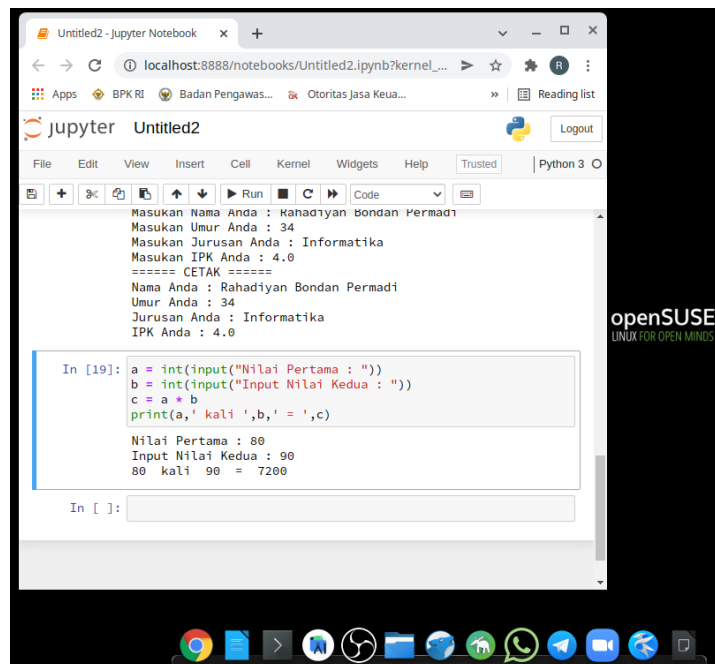 Untitled2 - Jupyter Notebook
localhost:8888/notebooks/Untitled2.ipynb?kernel_...
R
Apps BPK RI Badan Pengawas... Otoritas Jasa Keua... » Reading list
jupyter Untitled2 Logout
File Edit View Insert Cell Kernel Widgets Help Trusted Python 3
Run Code
Masukan Nama Anda : Rahadiyan Bondan Permadi
Masukan Umur Anda : 34
Masukan Jurusan Anda : Informatika
Masukan IPK Anda : 4.0
====== CETAK ======
Nama Anda : Rahadiyan Bondan Permadi
Umur Anda : 34
Jurusan Anda : Informatika
IPK Anda : 4.0
openSUSE
LINUX FOR OPEN MINDS
In [19]: a = int(input("Nilai Pertama : "))
b = int(input("Input Nilai Kedua : "))
c = a * b
print(a,' kali ',b,' = ',c)
Nilai Pertama : 80
Input Nilai Kedua : 90
80  kali  90  =  7200
In [ ]: